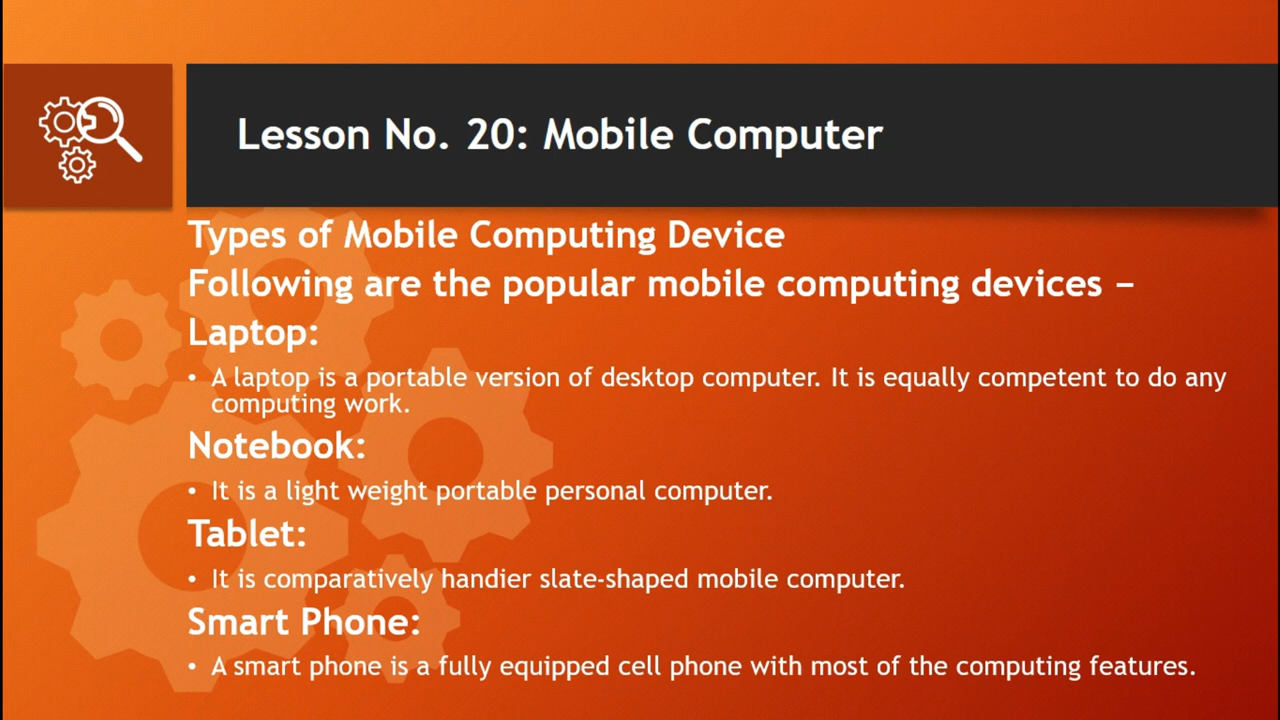 Lesson No. 20: Mobile Computer
Types of Mobile Computing Device
Following are the popular mobile computing devices –
Laptop:
• A laptop is a portable version of desktop computer. It is equally competent to do any
computing work.
Notebook:
• It is a light weight portable personal computer.
Tablet:
• It is comparatively handier slate-shaped mobile computer.
Smart Phone:
• A smart phone is a fully equipped cell phone with most of the computing features.